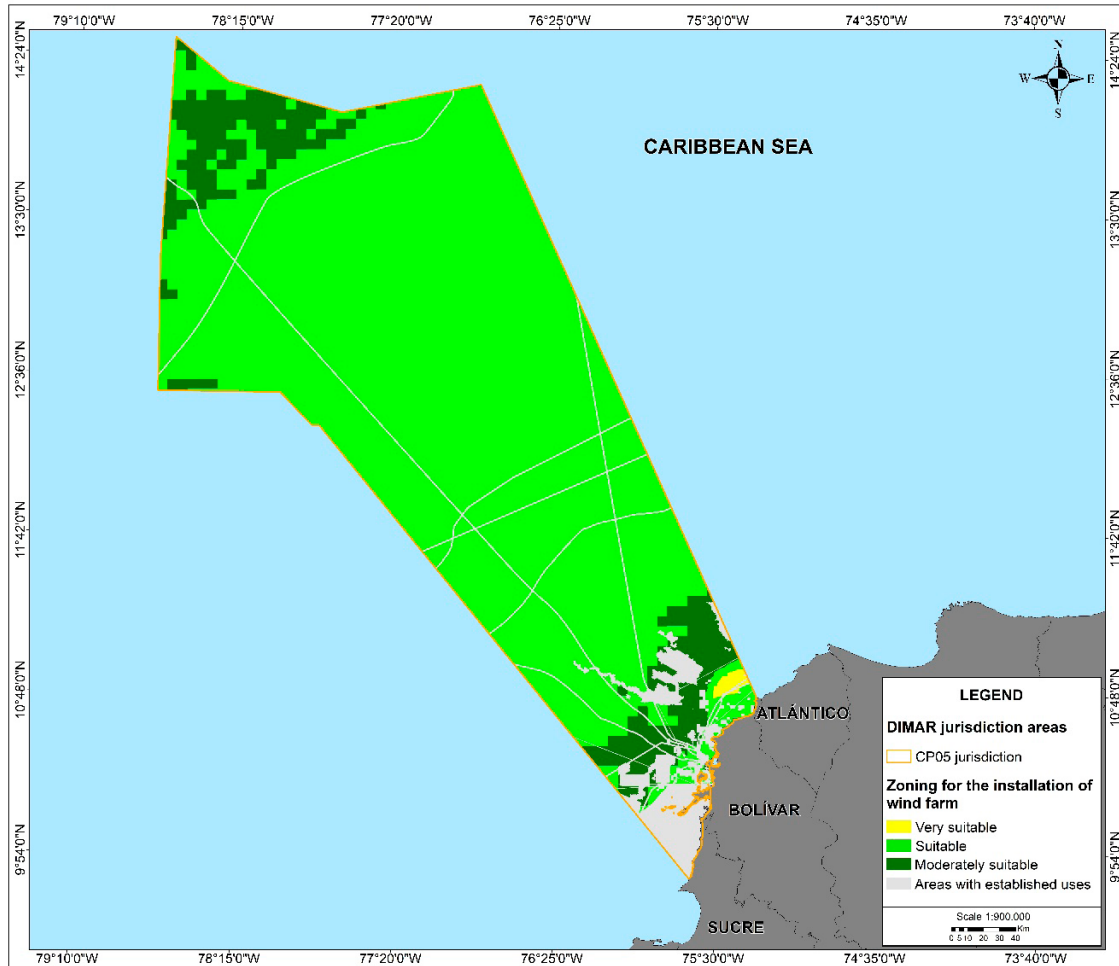 79°10'0"W 78°15'0"W 77°20'0"W 76°25'0"W 75°30'0"W 74°35'0"W 73°40'0"W
14°24'0"N 14°24'0"N
N
W E
S
CARIBBEAN SEA
13°30'0"N 13°30'0"N
12°36'0"N 12°36'0"N
11°42'0"N 11°42'0"N
10°48'0"N 10°48'0"N
ATLÁNTICO
BOLÍVAR
9°54'0"N 9°54'0"N
SUCRE
LEGEND
DIMAR jurisdiction areas
CP05 jurisdiction
Zoning for the installation of
wind farm
Very suitable
Suitable
Moderately suitable
Areas with established uses
Scale 1:900.000
0 5 10 20 30 40 Km
79°10'0"W 78°15'0"W 77°20'0"W 76°25'0"W 75°30'0"W 74°35'0"W 73°40'0"W